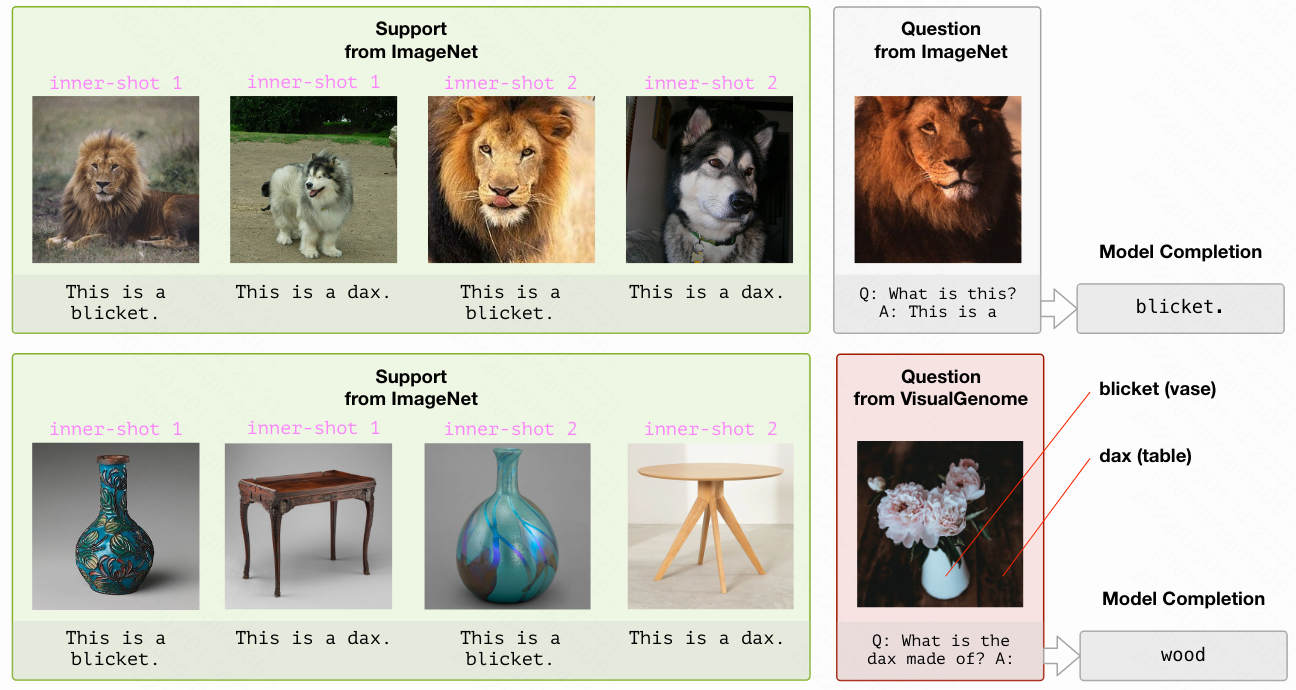 Support
from ImageNet
inner-shot 1
inner-shot 1
inner-shot 2
inner-shot 2
This is a
blicket.
This is a dax.
This is a
blicket.
This is a dax.
Question
from ImageNet
Q: What is this?
A: This is a
Model Completion
blicket.
Support
from ImageNet
inner-shot 1
inner-shot 1
inner-shot 2
inner-shot 2
This is a
blicket.
This is a dax.
This is a
blicket.
This is a dax.
Question
from VisualGenome
blicket (vase)
dax (table)
Q: What is the
dax made of? A:
Model Completion
wood